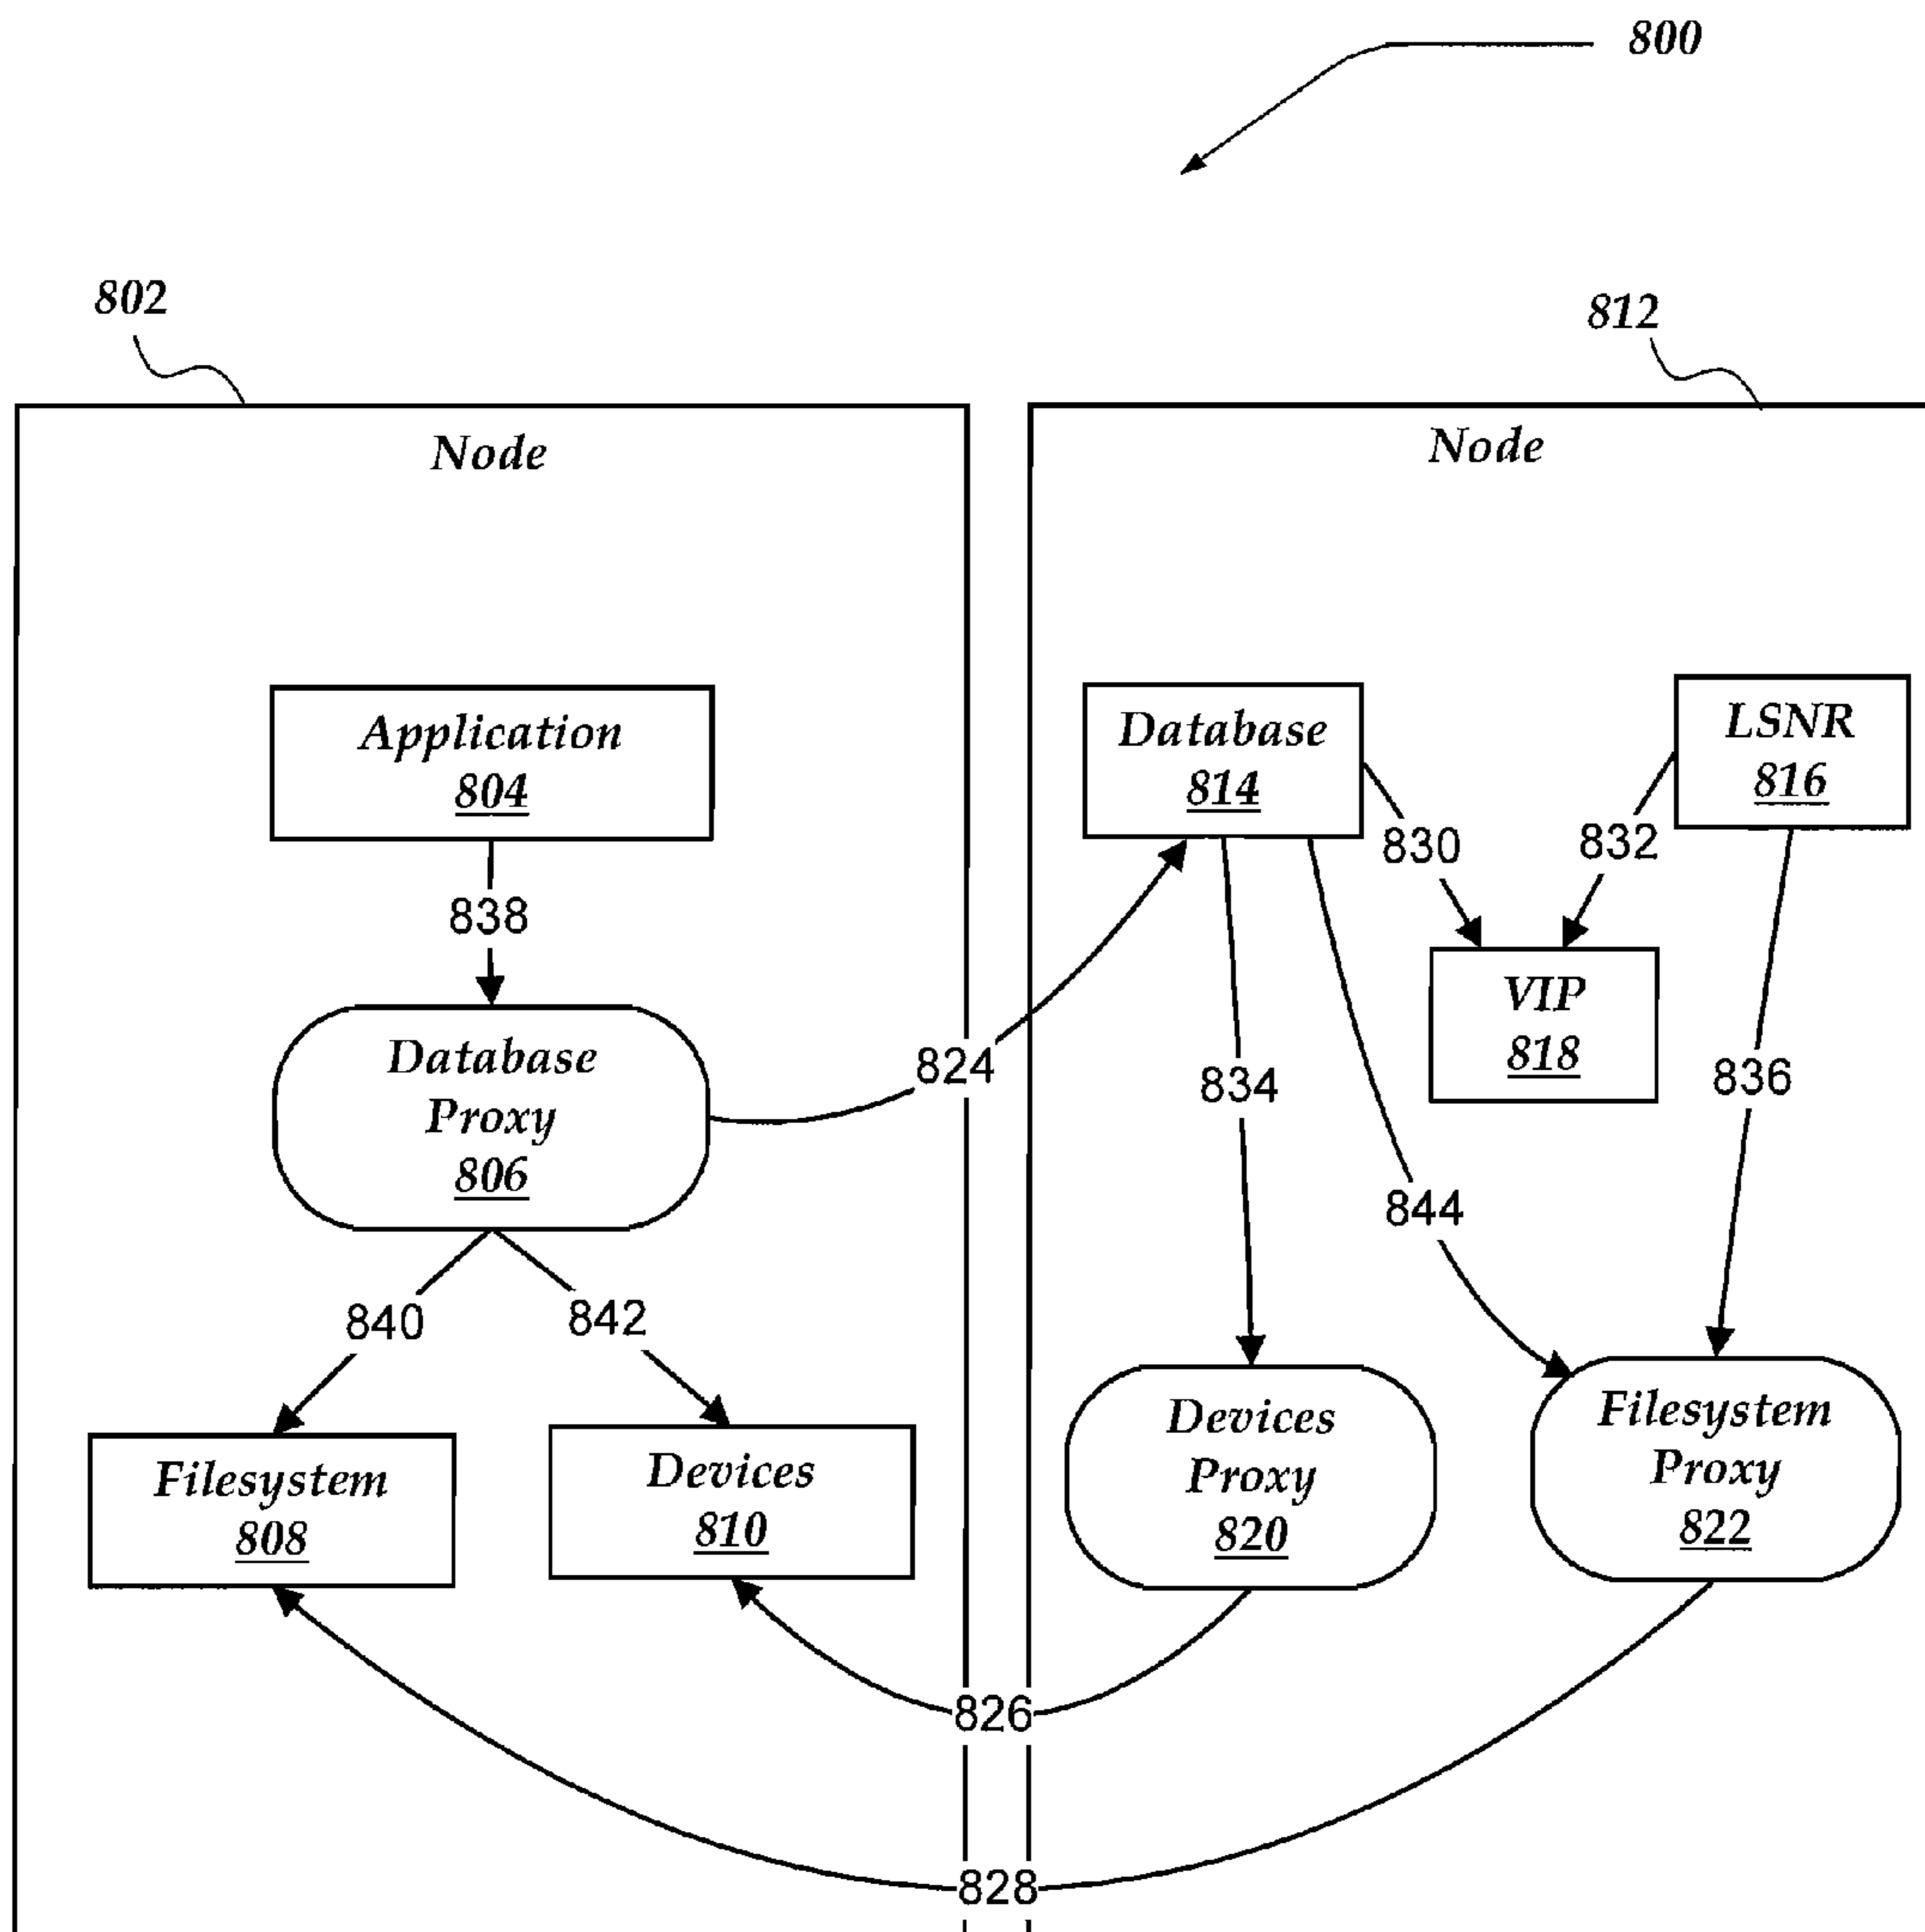 800
802
812
Node
Node
Application
804
Database
814
LSNR
816
830
832
838
VIP
818
Database
Proxy
806
824
834
836
844
840
842
Filesystem
808
Devices
810
Devices
Proxy
820
Filesystem
Proxy
822
826
828